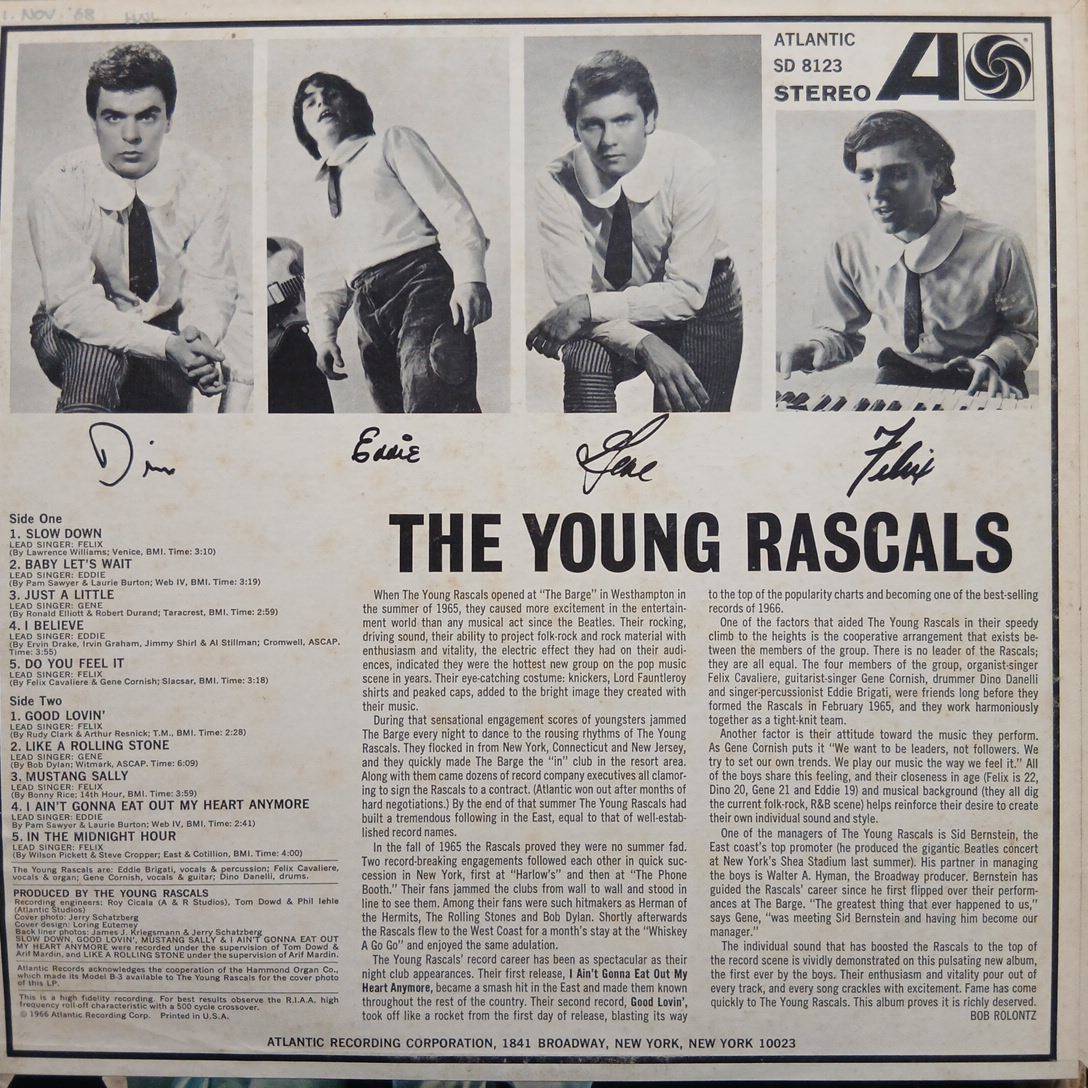 1. NOV. '68
ATLANTIC
SD 8123
STEREO
Dino
Eddie
Gene
Felix
Side One
1. SLOW DOWN
LEAD SINGER: FELIX
(By Lawrence Williams; Venice, BMI. Time: 3:10)
2. BABY LET'S WAIT
LEAD SINGER: EDDIE
(By Pam Sawyer & Laurie Burton; Web IV, BMI. Time: 3:19)
3. JUST A LITTLE
LEAD SINGER: GENE
(By Ronald Elliott & Robert Durand; Taracrest, BMI. Time: 2:59)
4. I BELIEVE
LEAD SINGER: EDDIE
(By Ervin Drake, Irvin Graham, Jimmy Shirl & Al Stillman; Cromwell, ASCAP.
Time: 3:55)
5. DO YOU FEEL IT
LEAD SINGER: FELIX
(By Felix Cavaliere & Gene Cornish; Slacsar, BMI. Time: 3:18)
Side Two
1. GOOD LOVIN'
LEAD SINGER: FELIX
(By Rudy Clark & Arthur Resnick; T.M., BMI. Time: 2:28)
2. LIKE A ROLLING STONE
LEAD SINGER: GENE
(By Bob Dylan; Witmark, ASCAP. Time: 6:09)
3. MUSTANG SALLY
LEAD SINGER: FELIX
(By Bonny Rice; 14th Hour, BMI. Time: 3:59)
4. I AIN'T GONNA EAT OUT MY HEART ANYMORE
LEAD SINGER: EDDIE
By Pam Sawyer & Laurie Burton; Web IV, BMI. Time: 2:41)
5. IN THE MIDNIGHT HOUR
LEAD SINGER: FELIX
(By Wilson Pickett & Steve Cropper; East & Cotillion, BMI. Time: 4:00)
The Young Rascals are: Eddie Brigati, vocals & percussion; Felix Cavaliere,
vocals & organ; Gene Cornish, vocals & guitar; Dino Danelli, drums.
PRODUCED BY THE YOUNG RASCALS
Recording engineers: Roy Cicala (A & R Studios), Tom Dowd & Phil Iehle
(Atlantic Studios)
Cover photo: Jerry Schatzberg
Cover design: Loring Eutemey
Back liner photos: James J. Kriegsmann & Jerry Schatzberg
SLOW DOWN, GOOD LOVIN', MUSTANG SALLY & I AIN'T GONNA EAT OUT
MY HEART ANYMORE were recorded under the supervision of Tom Dowd &
Arif Mardin, and LIKE A ROLLING STONE under the supervision of Arif Mardin.
Atlantic Records acknowledges the cooperation of the Hammond Organ Co.,
which made its Model B-3 available to The Young Rascals for the cover photo
of this LP.
This is a high fidelity recording. For best results observe the R.I.A.A. high
frequency roll-off characteristic with a 500 cycle crossover.
© 1966 Atlantic Recording Corp. Printed in U.S.A.
THE YOUNG RASCALS
When The Young Rascals opened at "The Barge" in Westhampton in
the summer of 1965, they caused more excitement in the entertain-
ment world than any musical act since the Beatles. Their rocking,
driving sound, their ability to project folk-rock and rock material with
enthusiasm and vitality, the electric effect they had on their audi-
ences, indicated they were the hottest new group on the pop music
scene in years. Their eye-catching costume: knickers, Lord Fauntleroy
shirts and peaked caps, added to the bright image they created with
their music.
During that sensational engagement scores of youngsters jammed
The Barge every night to dance to the rousing rhythms of The Young
Rascals. They flocked in from New York, Connecticut and New Jersey,
and they quickly made The Barge the "in" club in the resort area.
Along with them came dozens of record company executives all clamor-
ing to sign the Rascals to a contract. (Atlantic won out after months of
hard negotiations.) By the end of that summer The Young Rascals had
built a tremendous following in the East, equal to that of well-estab-
lished record names.
In the fall of 1965 the Rascals proved they were no summer fad.
Two record-breaking engagements followed each other in quick suc-
cession in New York, first at "Harlow's" and then at "The Phone
Booth." Their fans jammed the clubs from wall to wall and stood in
line to see them. Among their fans were such hitmakers as Herman of
the Hermits, The Rolling Stones and Bob Dylan. Shortly afterwards
the Rascals flew to the West Coast for a month's stay at the "Whiskey
A Go Go" and enjoyed the same adulation.
The Young Rascals' record career has been as spectacular as their
night club appearances. Their first release, I Ain't Gonna Eat Out My
Heart Anymore, became a smash hit in the East and made them known
throughout the rest of the country. Their second record, Good Lovin',
took off like a rocket from the first day of release, blasting its way
to the top of the popularity charts and becoming one of the best-selling
records of 1966.
One of the factors that aided The Young Rascals in their speedy
climb to the heights is the cooperative arrangement that exists be-
tween the members of the group. There is no leader of the Rascals;
they are all equal. The four members of the group, organist-singer
Felix Cavaliere, guitarist-singer Gene Cornish, drummer Dino Danelli
and singer-percussionist Eddie Brigati, were friends long before they
formed the Rascals in February 1965, and they work harmoniously
together as a tight-knit team.
Another factor is their attitude toward the music they perform.
As Gene Cornish puts it "We want to be leaders, not followers. We
try to set our own trends. We play our music the way we feel it." All
of the boys share this feeling, and their closeness in age (Felix is 22,
Dino 20, Gene 21 and Eddie 19) and musical background (they all dig
the current folk-rock, R&B scene) helps reinforce their desire to create
their own individual sound and style.
One of the managers of The Young Rascals is Sid Bernstein, the
East coast's top promoter (he produced the gigantic Beatles concert
at New York's Shea Stadium last summer). His partner in managing
the boys is Walter A. Hyman, the Broadway producer. Bernstein has
guided the Rascals' career since he first flipped over their perform-
ances at The Barge. "The greatest thing that ever happened to us,"
says Gene, "was meeting Sid Bernstein and having him become our
manager."
The individual sound that has boosted the Rascals to the top of
the record scene is vividly demonstrated on this pulsating new album,
the first ever by the boys. Their enthusiasm and vitality pour out of
every track, and every song crackles with excitement. Fame has come
quickly to The Young Rascals. This album proves it is richly deserved.
BOB ROLONTZ
ATLANTIC RECORDING CORPORATION, 1841 BROADWAY, NEW YORK, NEW YORK 10023